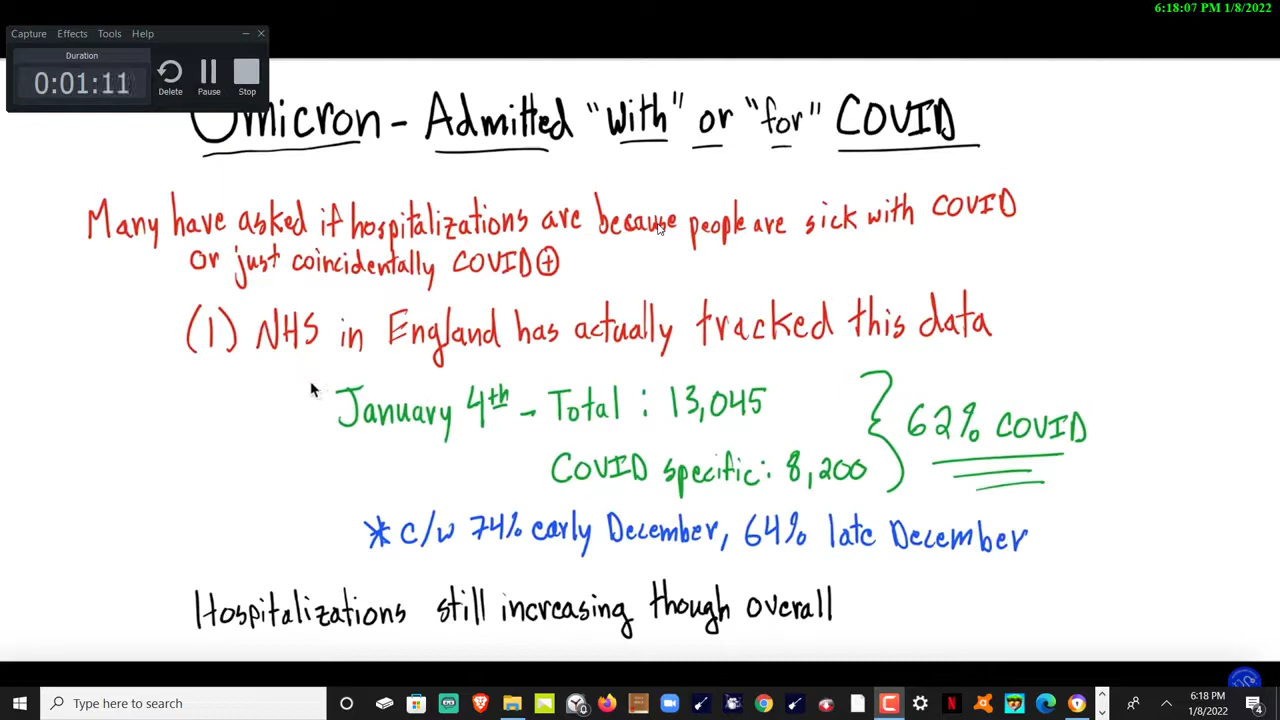 6:18:07 PM 1/8/2022
Capture Effects Tools Help
Duration
0:01:11
Delete Pause Stop
Omicron - Admitted "with" or "for" COVID
Many have asked if hospitalizations are because people are sick with COVID
or just coincidentally COVID⊕
(1) NHS in England has actually tracked this data
January 4th - Total : 13,045
62% COVID
COVID specific: 8,200
* c/w 74% early December, 64% late December
Hospitalizations still increasing though overall
Type here to search
6:18 PM
1/8/2022
4